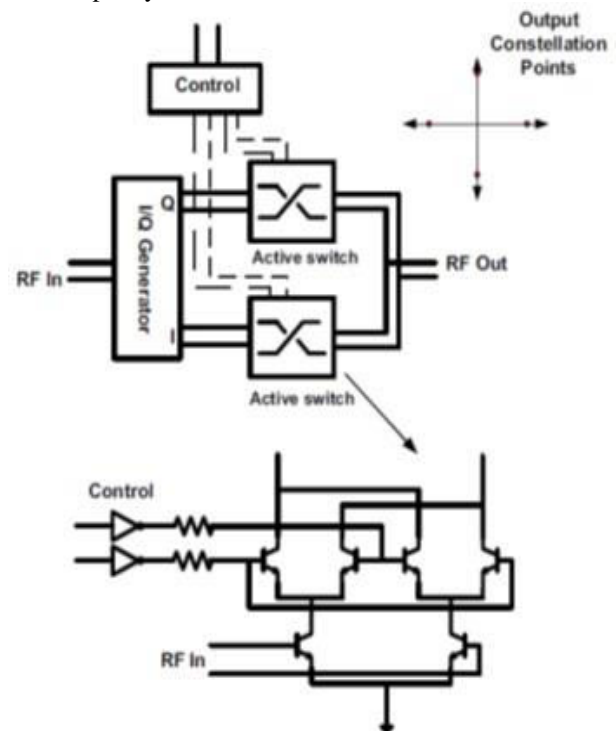 Output
Constellation
Points
Control
I/Q Generator
Q
I
RF In
Active switch
RF Out
Active switch
Control
RF In